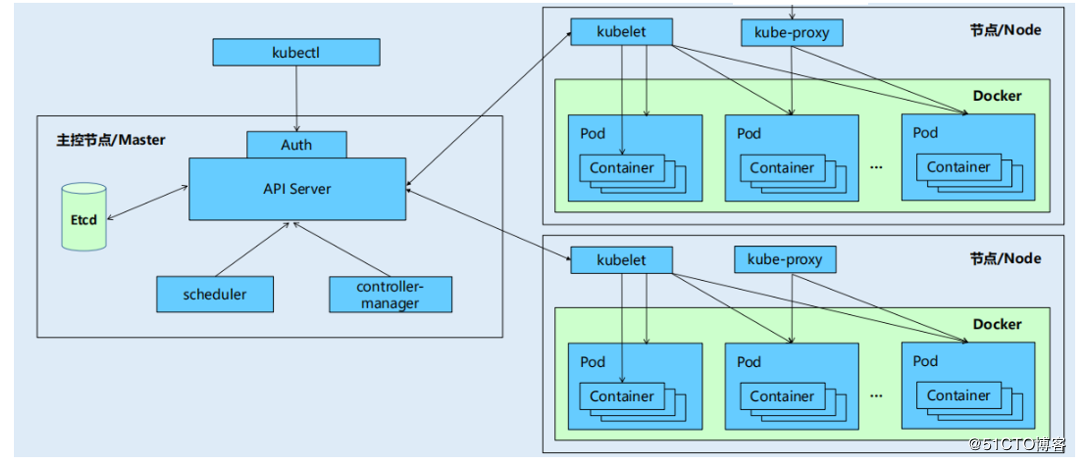 kubectl
主控节点/Master
Auth
API Server
Etcd
scheduler
controller-
manager
节点/Node
kubelet
kube-proxy
Docker
Pod
Container
Pod
Container
...
Pod
Container
节点/Node
kubelet
kube-proxy
Docker
Pod
Container
Pod
Container
...
Pod
Container
@51CTO博客